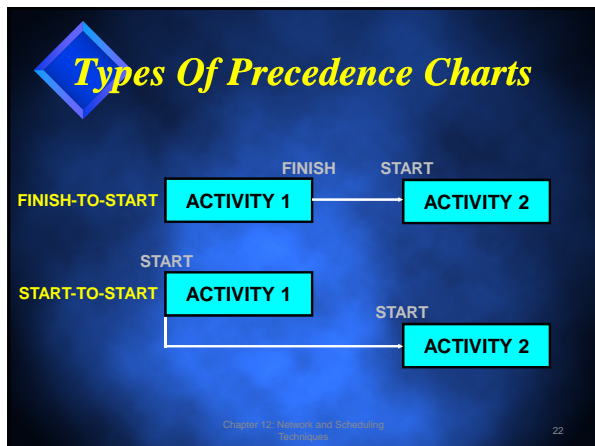 Types Of Precedence Charts
FINISH START
FINISH-TO-START ACTIVITY 1 ACTIVITY 2
START
START-TO-START ACTIVITY 1
START
ACTIVITY 2
Chapter 12: Network and Scheduling
Techniques
22